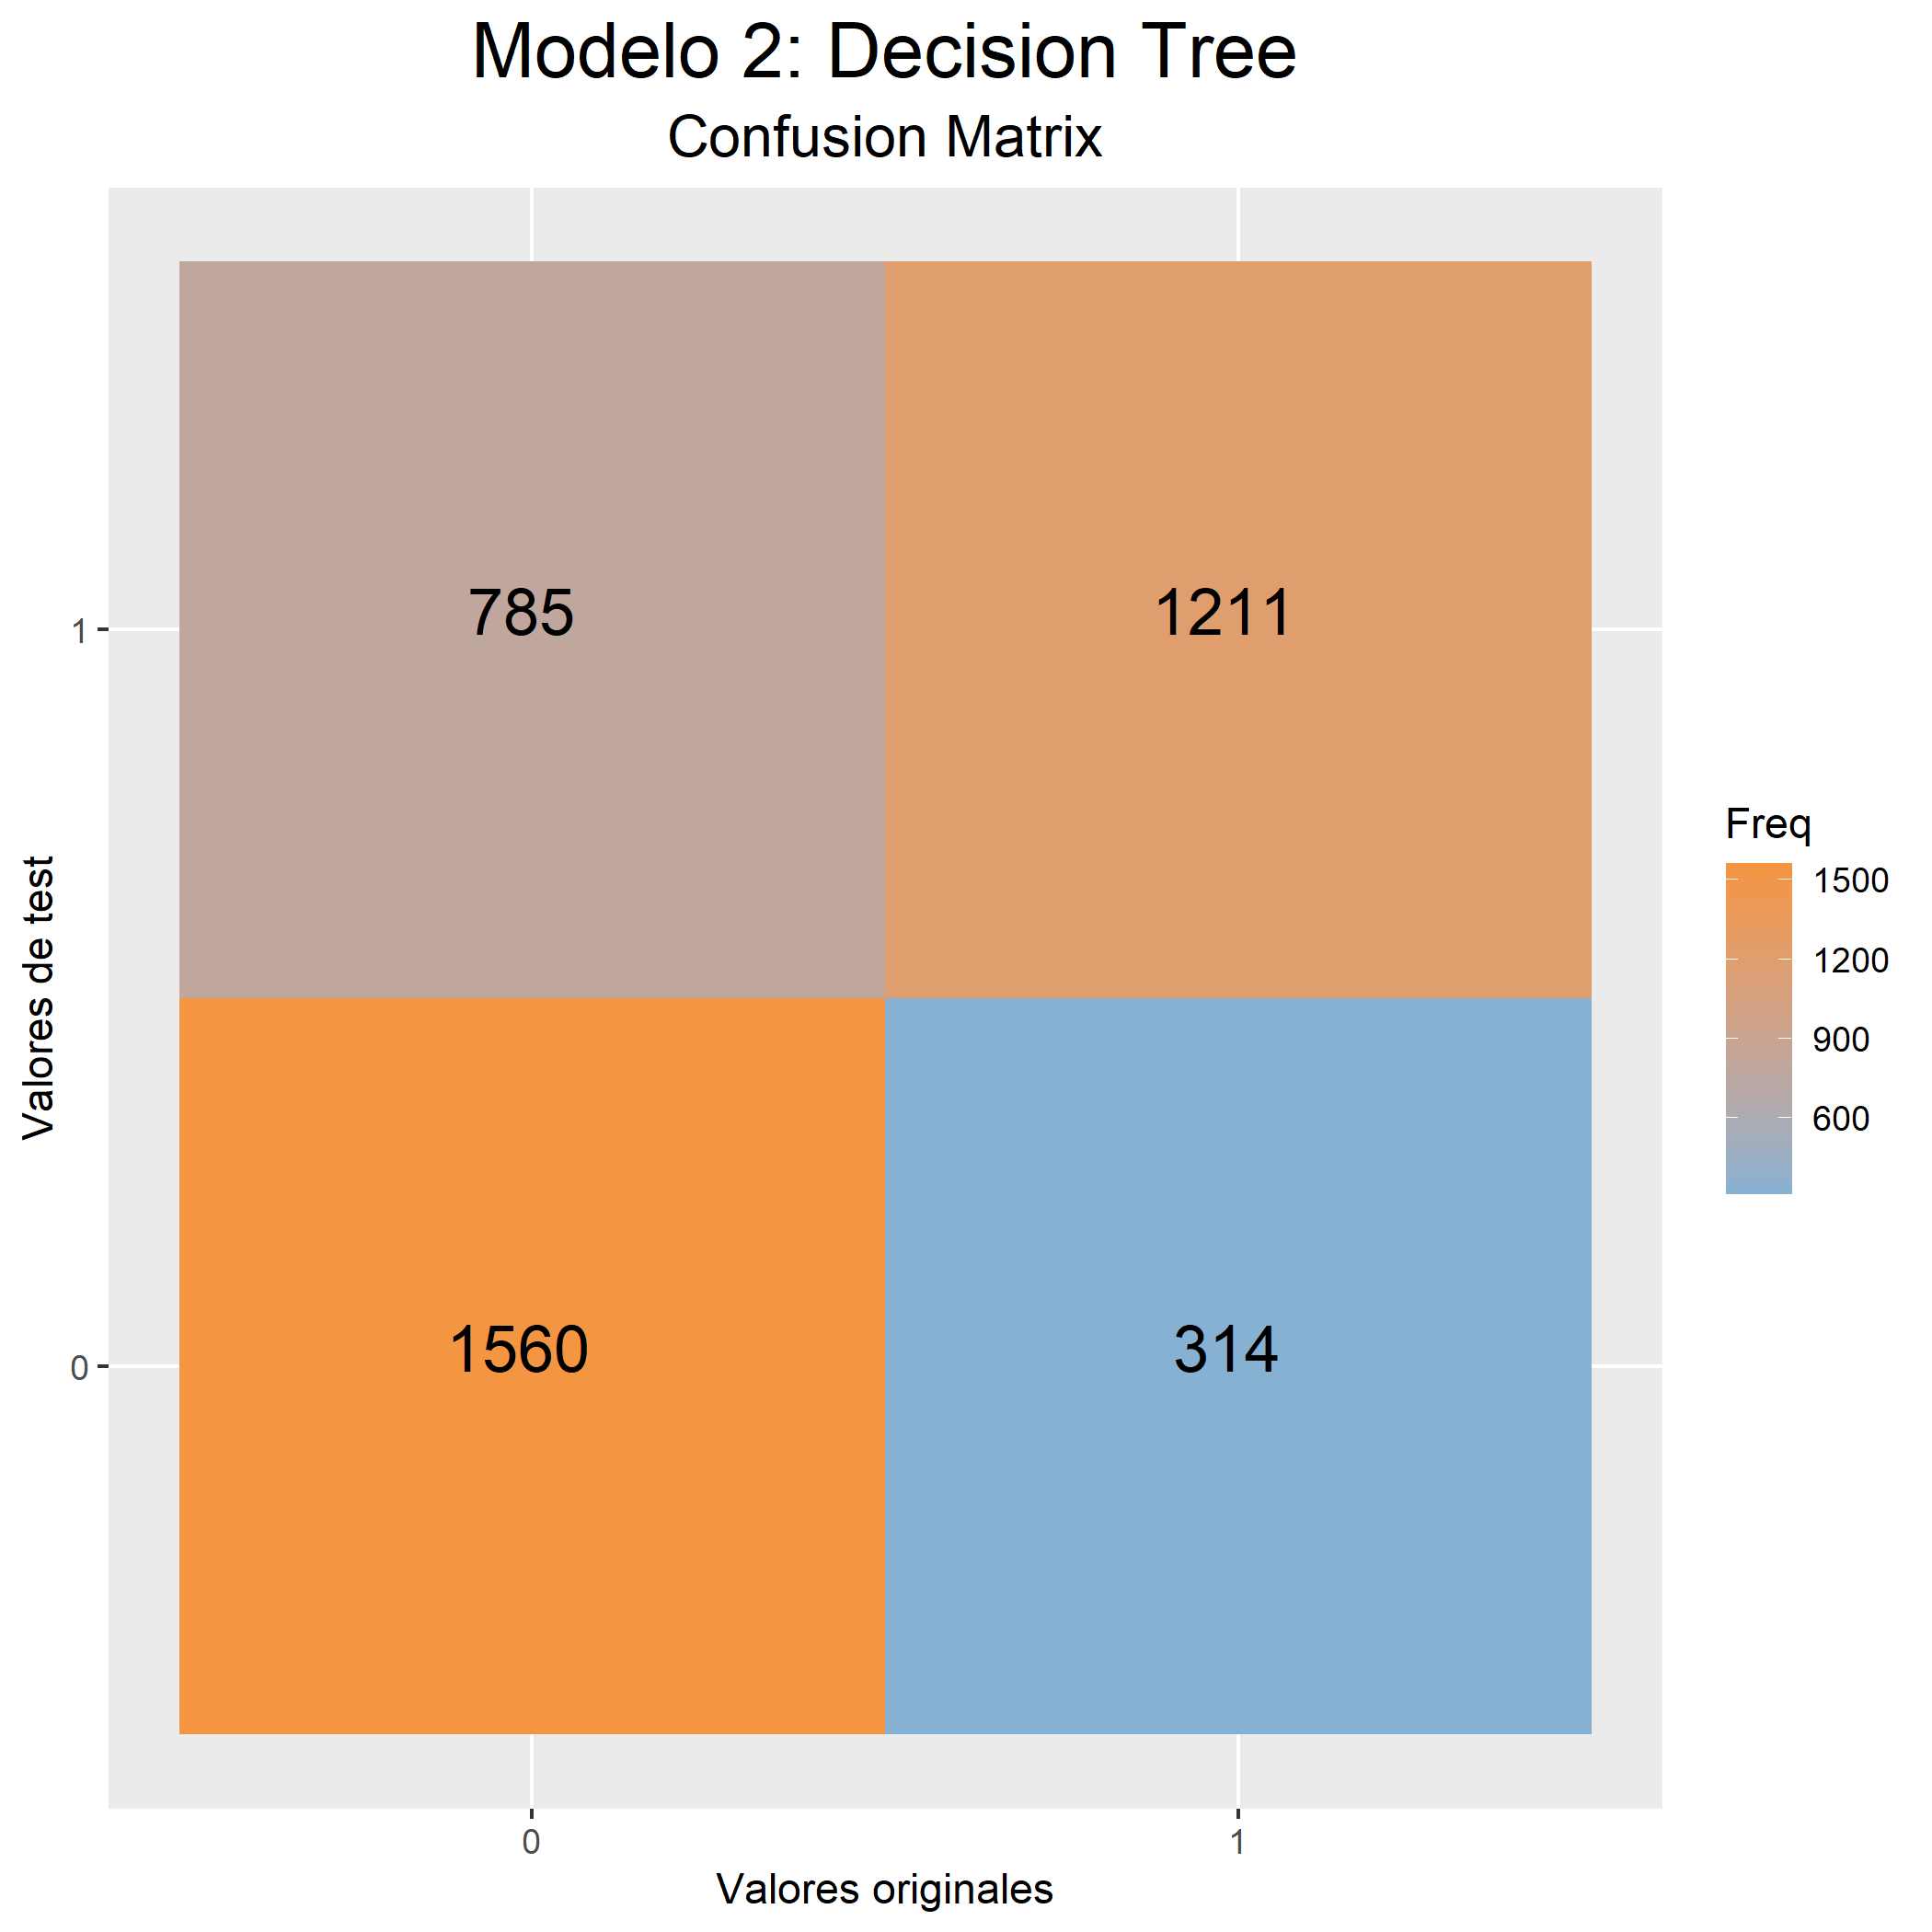 Modelo 2: Decision Tree
Confusion Matrix
785
1211
1
1560
314
0
0
1
Valores de test
Valores originales
Freq
1500
1200
900
600